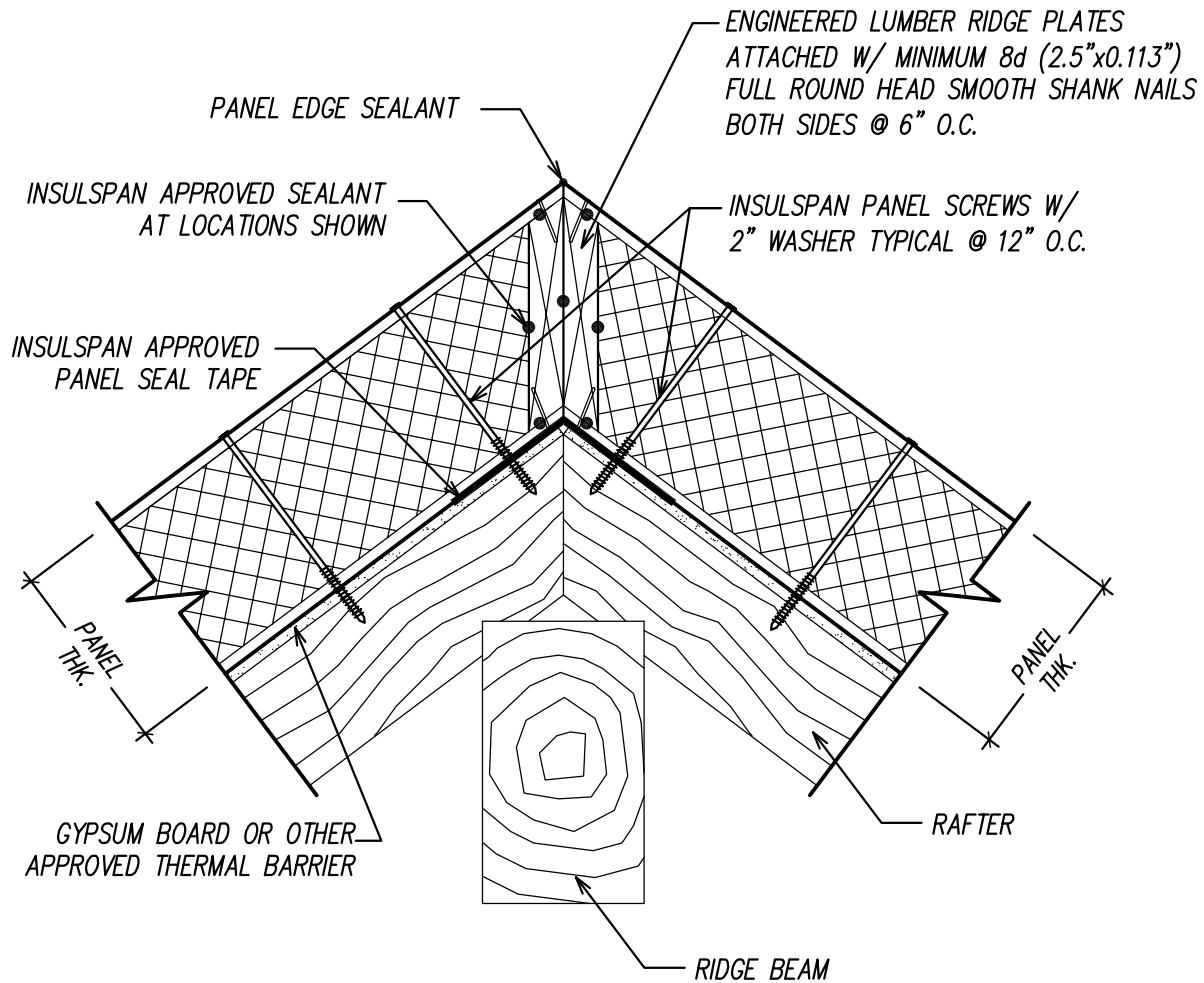 ENGINEERED LUMBER RIDGE PLATES
ATTACHED W/ MINIMUM 8d (2.5"x0.113")
FULL ROUND HEAD SMOOTH SHANK NAILS
BOTH SIDES @ 6" O.C.
PANEL EDGE SEALANT
INSULSPAN APPROVED SEALANT
AT LOCATIONS SHOWN
INSULSPAN PANEL SCREWS W/
2" WASHER TYPICAL @ 12" O.C.
INSULSPAN APPROVED
PANEL SEAL TAPE
PANEL
THK.
PANEL
THK.
GYPSUM BOARD OR OTHER
APPROVED THERMAL BARRIER
RAFTER
RIDGE BEAM